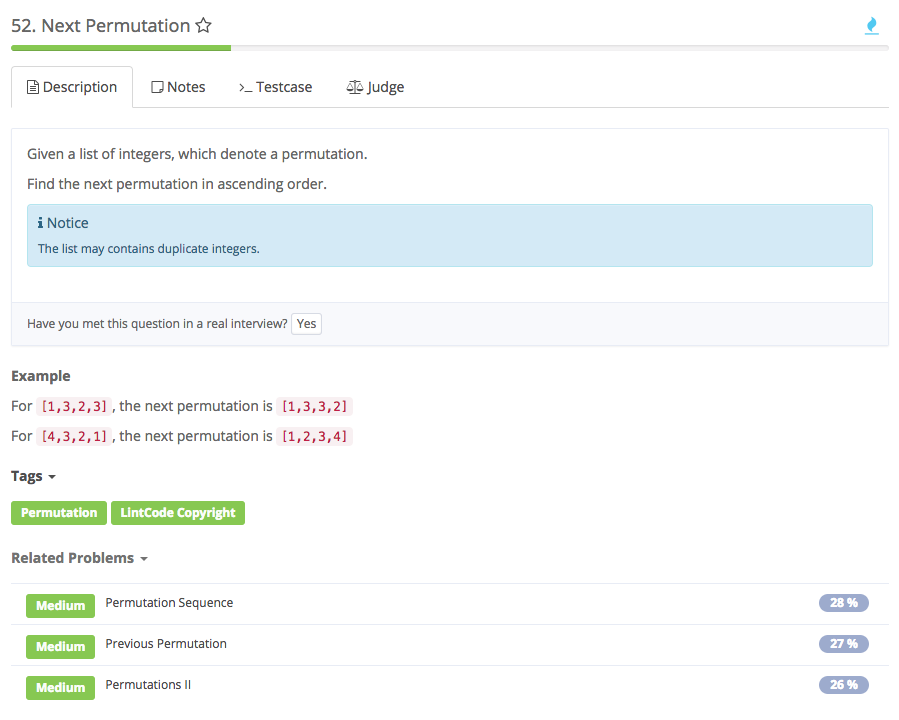 52. Next Permutation
Description Notes >_ Testcase Judge
Given a list of integers, which denote a permutation.
Find the next permutation in ascending order.
i Notice
The list may contains duplicate integers.
Have you met this question in a real interview? Yes
Example
For [1,3,2,3] , the next permutation is [1,3,3,2]
For [4,3,2,1] , the next permutation is [1,2,3,4]
Tags
Permutation LintCode Copyright
Related Problems
Medium Permutation Sequence 28 %
Medium Previous Permutation 27 %
Medium Permutations II 26 %